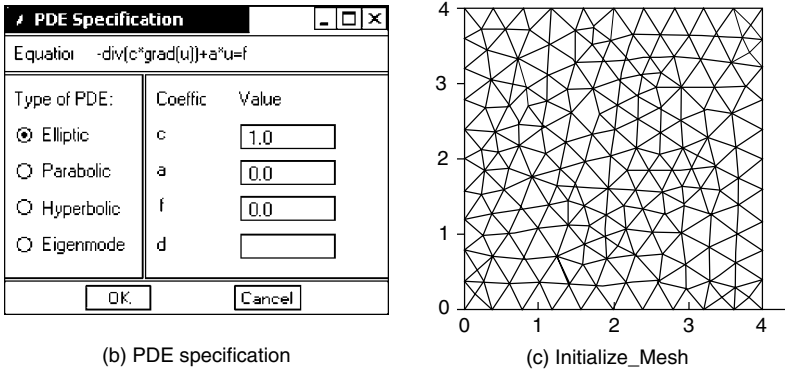 PDE Specification
Equatior -div(c*grad(u))+a*u=f
Type of PDE:
Elliptic
Parabolic
Hyperbolic
Eigenmode
Coeffic Value
c 1.0
a 0.0
f 0.0
d
OK Cancel
(b) PDE specification
4
3
2
1
0
0 1 2 3 4
(c) Initialize_Mesh